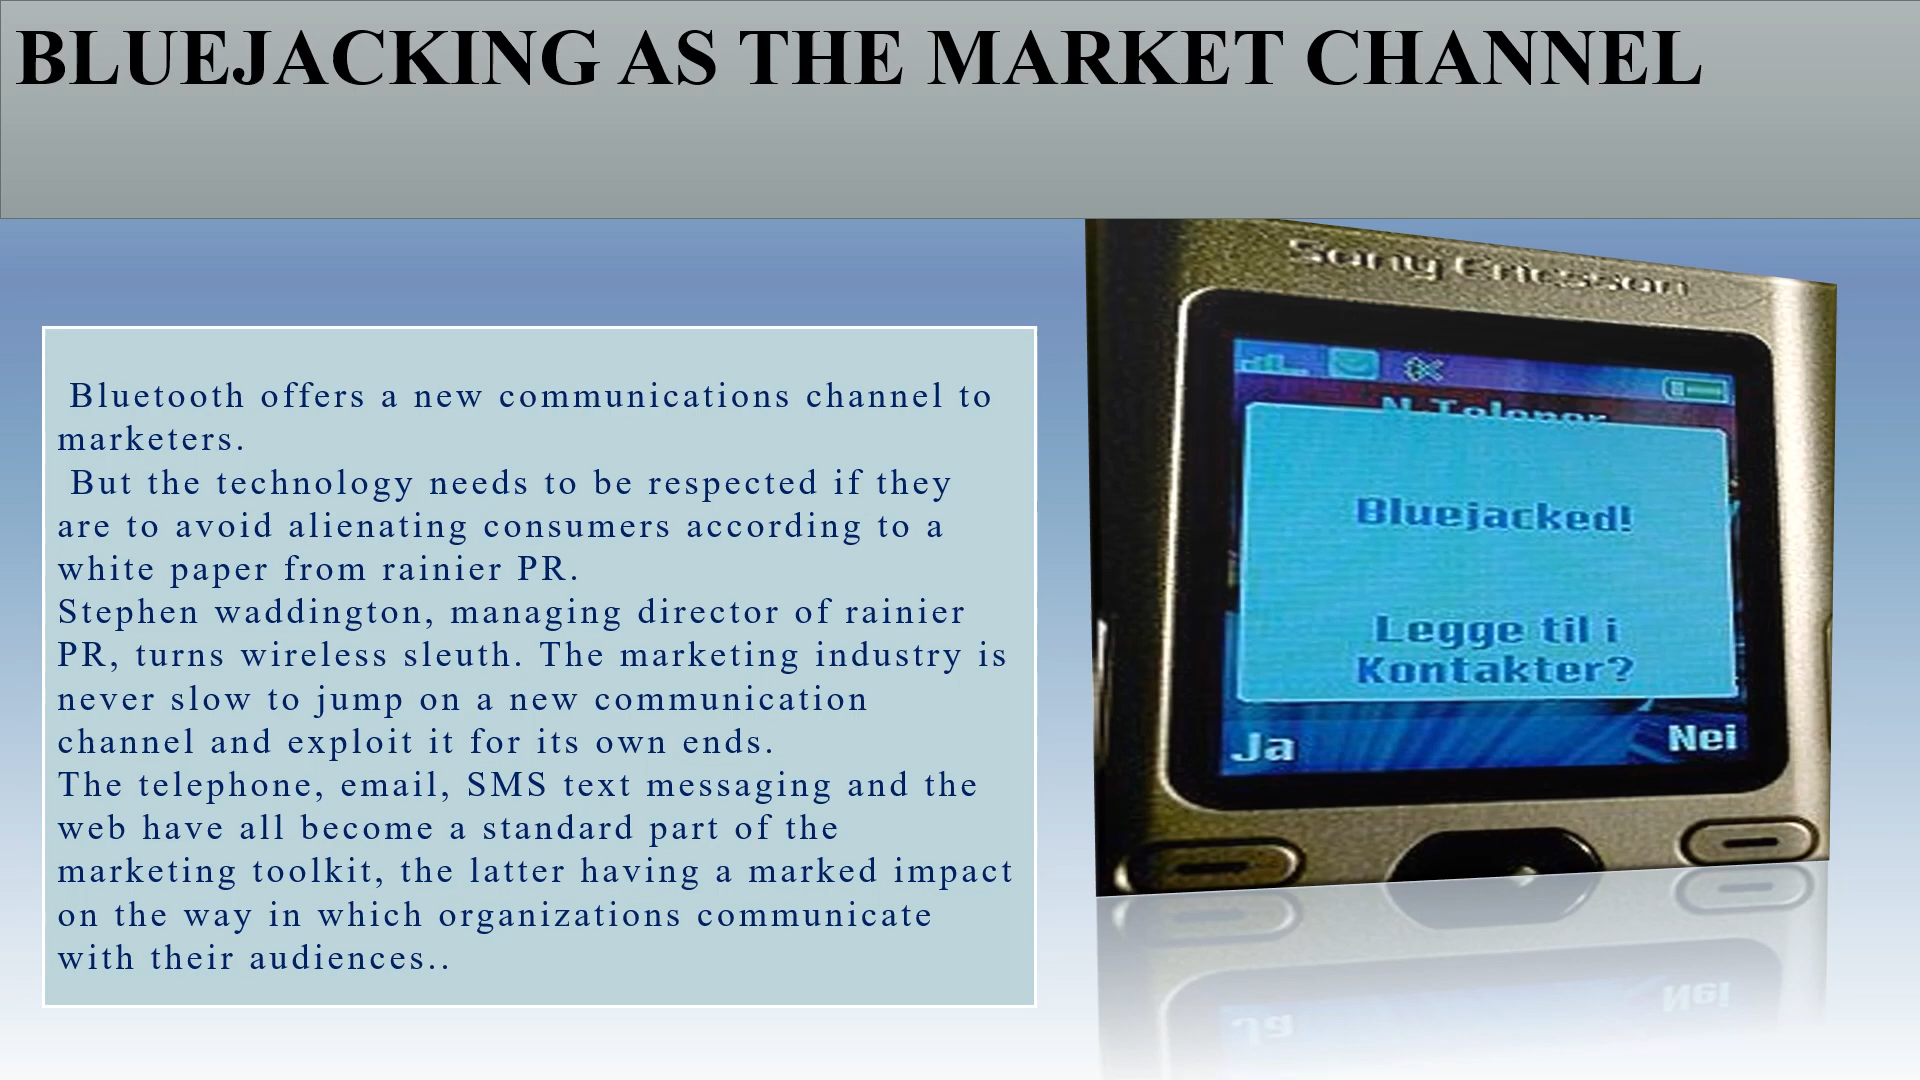 BLUEJACKING AS THE MARKET CHANNEL
Bluetooth offers a new communications channel to
marketers.
But the technology needs to be respected if they
are to avoid alienating consumers according to a
white paper from rainier PR.
Stephen waddington, managing director of rainier
PR, turns wireless sleuth. The marketing industry is
never slow to jump on a new communication
channel and exploit it for its own ends.
The telephone, email, SMS text messaging and the
web have all become a standard part of the
marketing toolkit, the latter having a marked impact
on the way in which organizations communicate
with their audiences..
Sony Ericsson
N Telenor
Bluejacked!
Legge til i
Kontakter?
Ja Nei